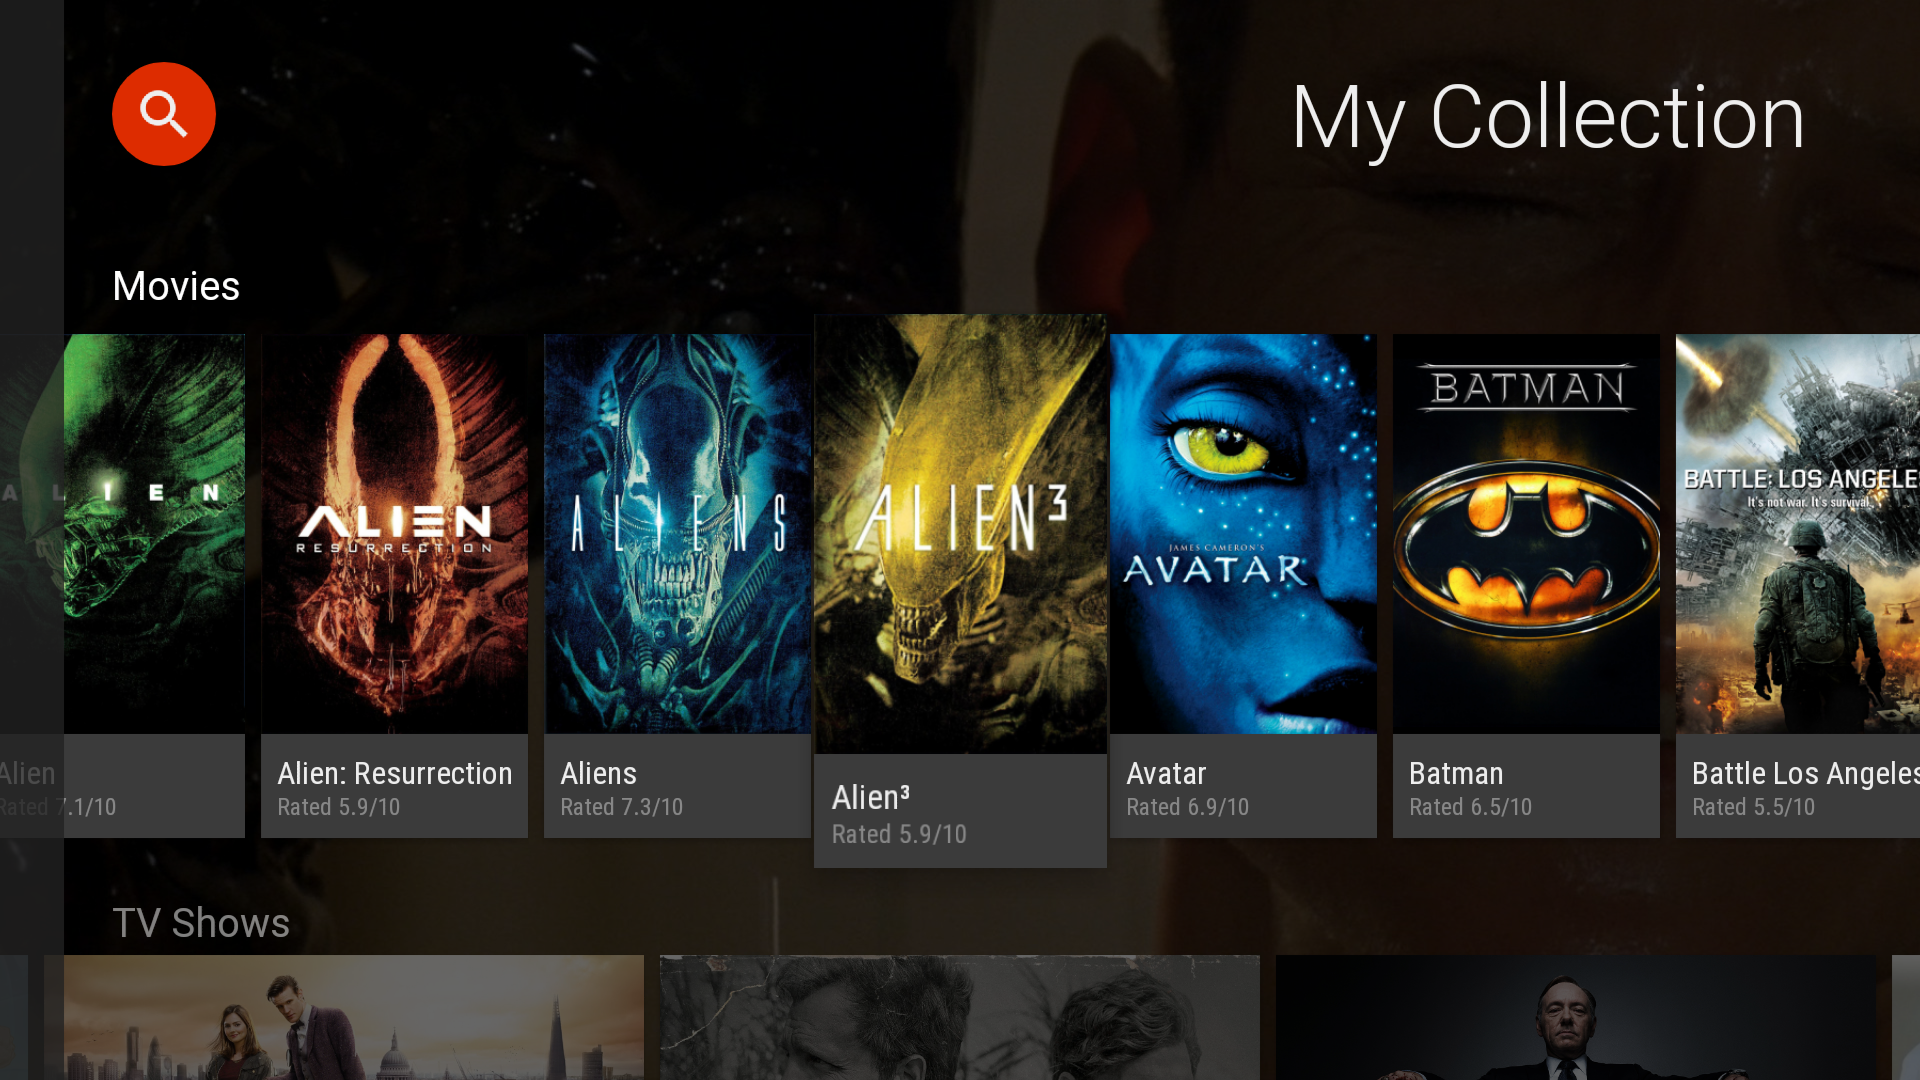 My Collection
Movies
A L I E N
ALIEN
RESURRECTION
ALIENS
ALIEN³
JAMES CAMERON'S
AVATAR
BATMAN
BATTLE: LOS ANGELE
It's not war. It's survival.
Alien
Rated 7.1/10
Alien: Resurrection
Rated 5.9/10
Aliens
Rated 7.3/10
Alien³
Rated 5.9/10
Avatar
Rated 6.9/10
Batman
Rated 6.5/10
Battle Los Angeles
Rated 5.5/10
TV Shows